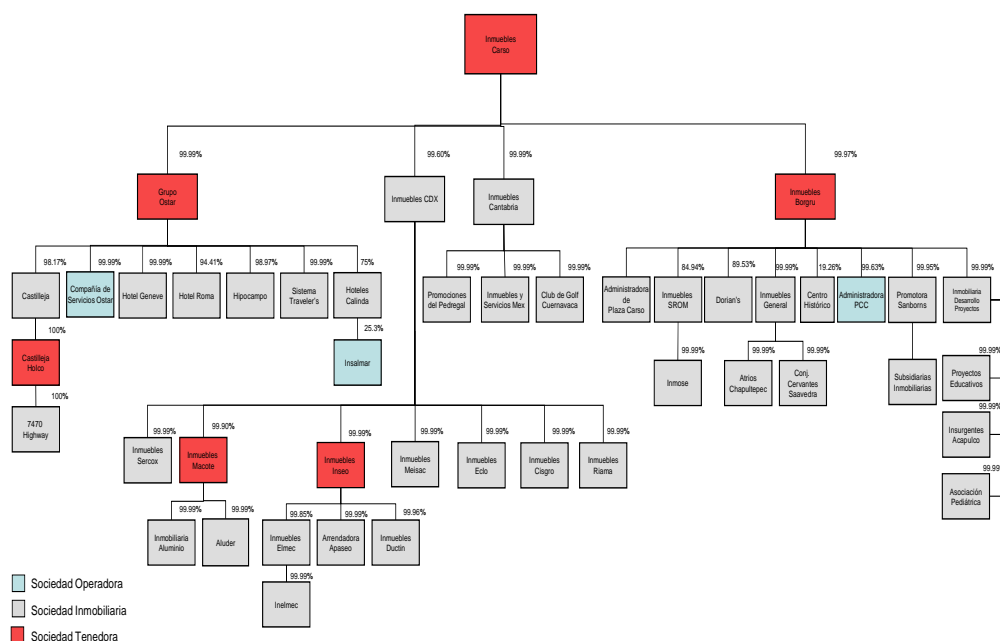 Inmuebles
Carso
99.99%
99.60%
99.99%
99.97%
Grupo
Ostar
Inmuebles CDX
Inmuebles
Cantabria
Inmuebles
Borgru
98.17%
99.99%
99.99%
94.41%
98.97%
99.99%
75%
Castilleja
Compañía de
Servicios Ostar
Hotel Geneve
Hotel Roma
Hipocampo
Sistema
Traveler's
Hoteles
Calinda
99.99%
99.99%
99.99%
Promociones
del Pedregal
Inmuebles y
Servicios Mex
Club de Golf
Cuernavaca
84.94%
89.53%
99.99%
19.26%
99.63%
99.95%
99.99%
Administradora
de
Plaza Carso
Inmuebles
SROM
Dorian's
Inmuebles
General
Centro
Histórico
Administradora
PCC
Promotora
Sanborns
Inmobiliaria
Desarrollo
Proyectos
100%
Castilleja
Holco
100%
7470
Highway
25.3%
Insalmar
99.99%
Inmose
99.99%
99.99%
Atrios
Chapultepec
Conj.
Cervantes
Saavedra
Subsidiarias
Inmobiliarias
99.99%
Proyectos
Educativos
99.99%
Insurgentes
Acapulco
99.99%
Asociación
Pediátrica
99.99%
99.90%
99.99%
99.99%
99.99%
99.99%
99.99%
Inmuebles
Sercox
Inmuebles
Macote
Inmuebles
Inseo
Inmuebles
Meisac
Inmuebles
Eclo
Inmuebles
Cisgro
Inmuebles
Riama
99.99%
99.99%
99.85%
99.99%
99.96%
Inmobiliaria
Aluminio
Aluder
Inmuebles
Elmec
Arrendadora
Apaseo
Inmuebles
Ductin
99.99%
Inelmec
Sociedad Operadora
Sociedad Inmobiliaria
Sociedad Tenedora